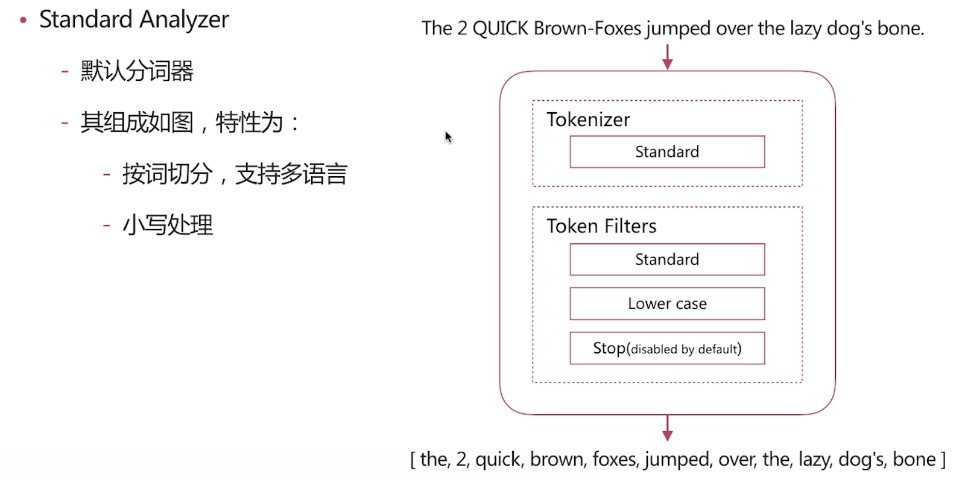 • Standard Analyzer
- 默认分词器
- 其组成如图，特性为：
- 按词切分，支持多语言
- 小写处理
The 2 QUICK Brown-Foxes jumped over the lazy dog's bone.
Tokenizer
Standard
Token Filters
Standard
Lower case
Stop(disabled by default)
[ the, 2, quick, brown, foxes, jumped, over, the, lazy, dog's, bone ]